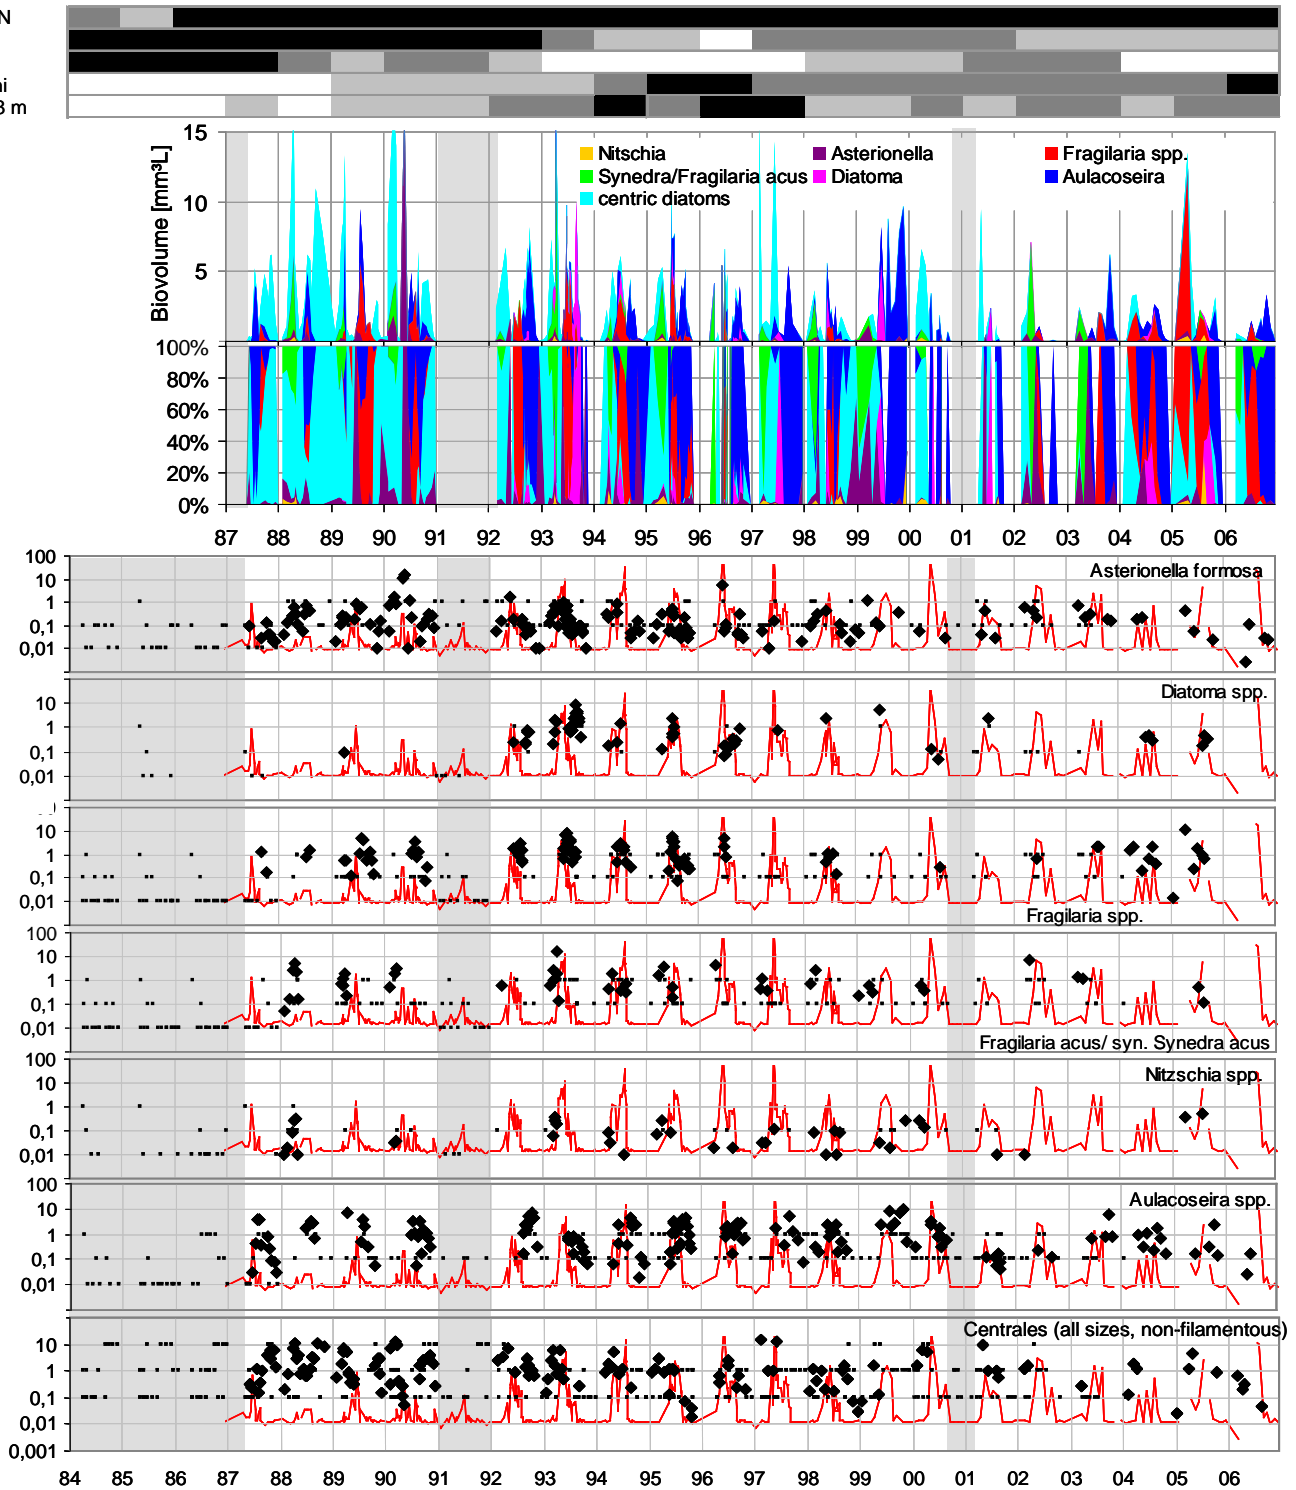 N
ni
3 m
Biovolume [mm³L]
15
10
5
Nitschia
Asterionella
Fragilaria spp.
Synedra/Fragilaria acus
Diatoma
Aulacoseira
centric diatoms
100%
80%
60%
40%
20%
0%
87 88 89 90 91 92 93 94 95 96 97 98 99 00 01 02 03 04 05 06
100
10
1
0,1
0,01
Asterionella formosa
10
1
0,1
0,01
Diatoma spp.
10
1
0,1
0,01
Fragilaria spp.
100
10
1
0,1
0,01
Fragilaria acus/ syn. Synedra acus
100
10
1
0,1
0,01
Nitzschia spp.
100
10
1
0,1
0,01
Aulacoseira spp.
10
1
0,1
0,01
0,001
Centrales (all sizes, non-filamentous)
84 85 86 87 88 89 90 91 92 93 94 95 96 97 98 99 00 01 02 03 04 05 06